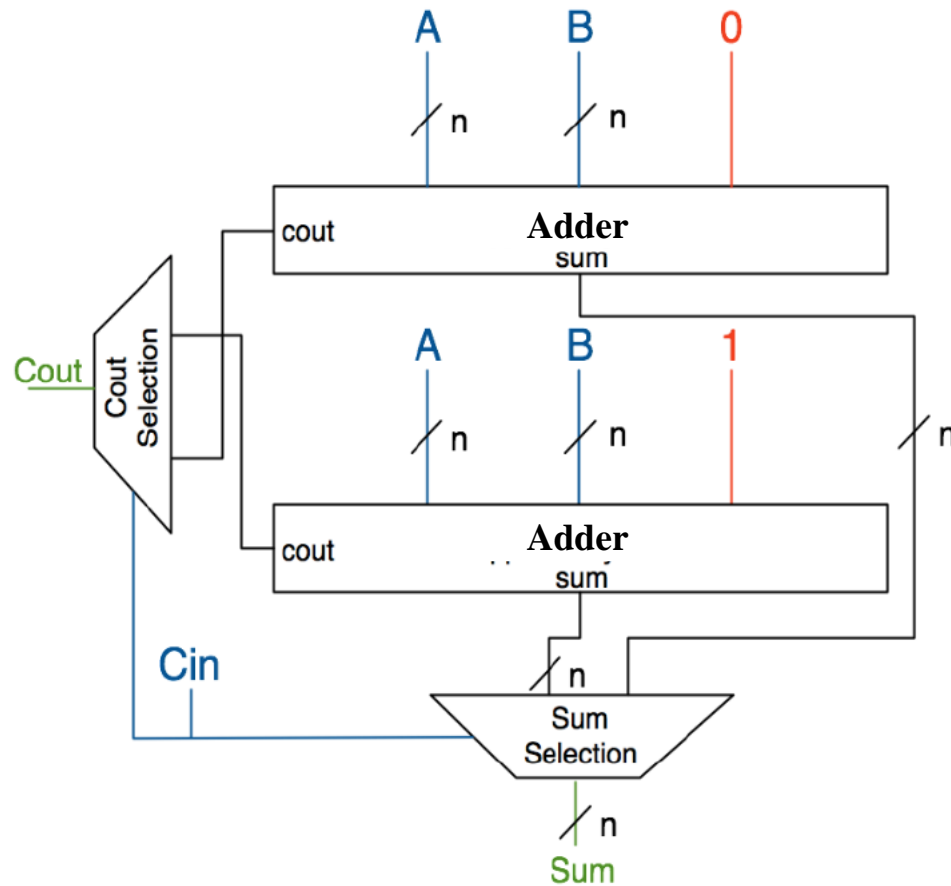 A B 0
n n
cout Adder
sum
Cout
Cout Selection
A B 1
n n n
cout Adder
sum
Cin
n
Sum
Selection
n
Sum